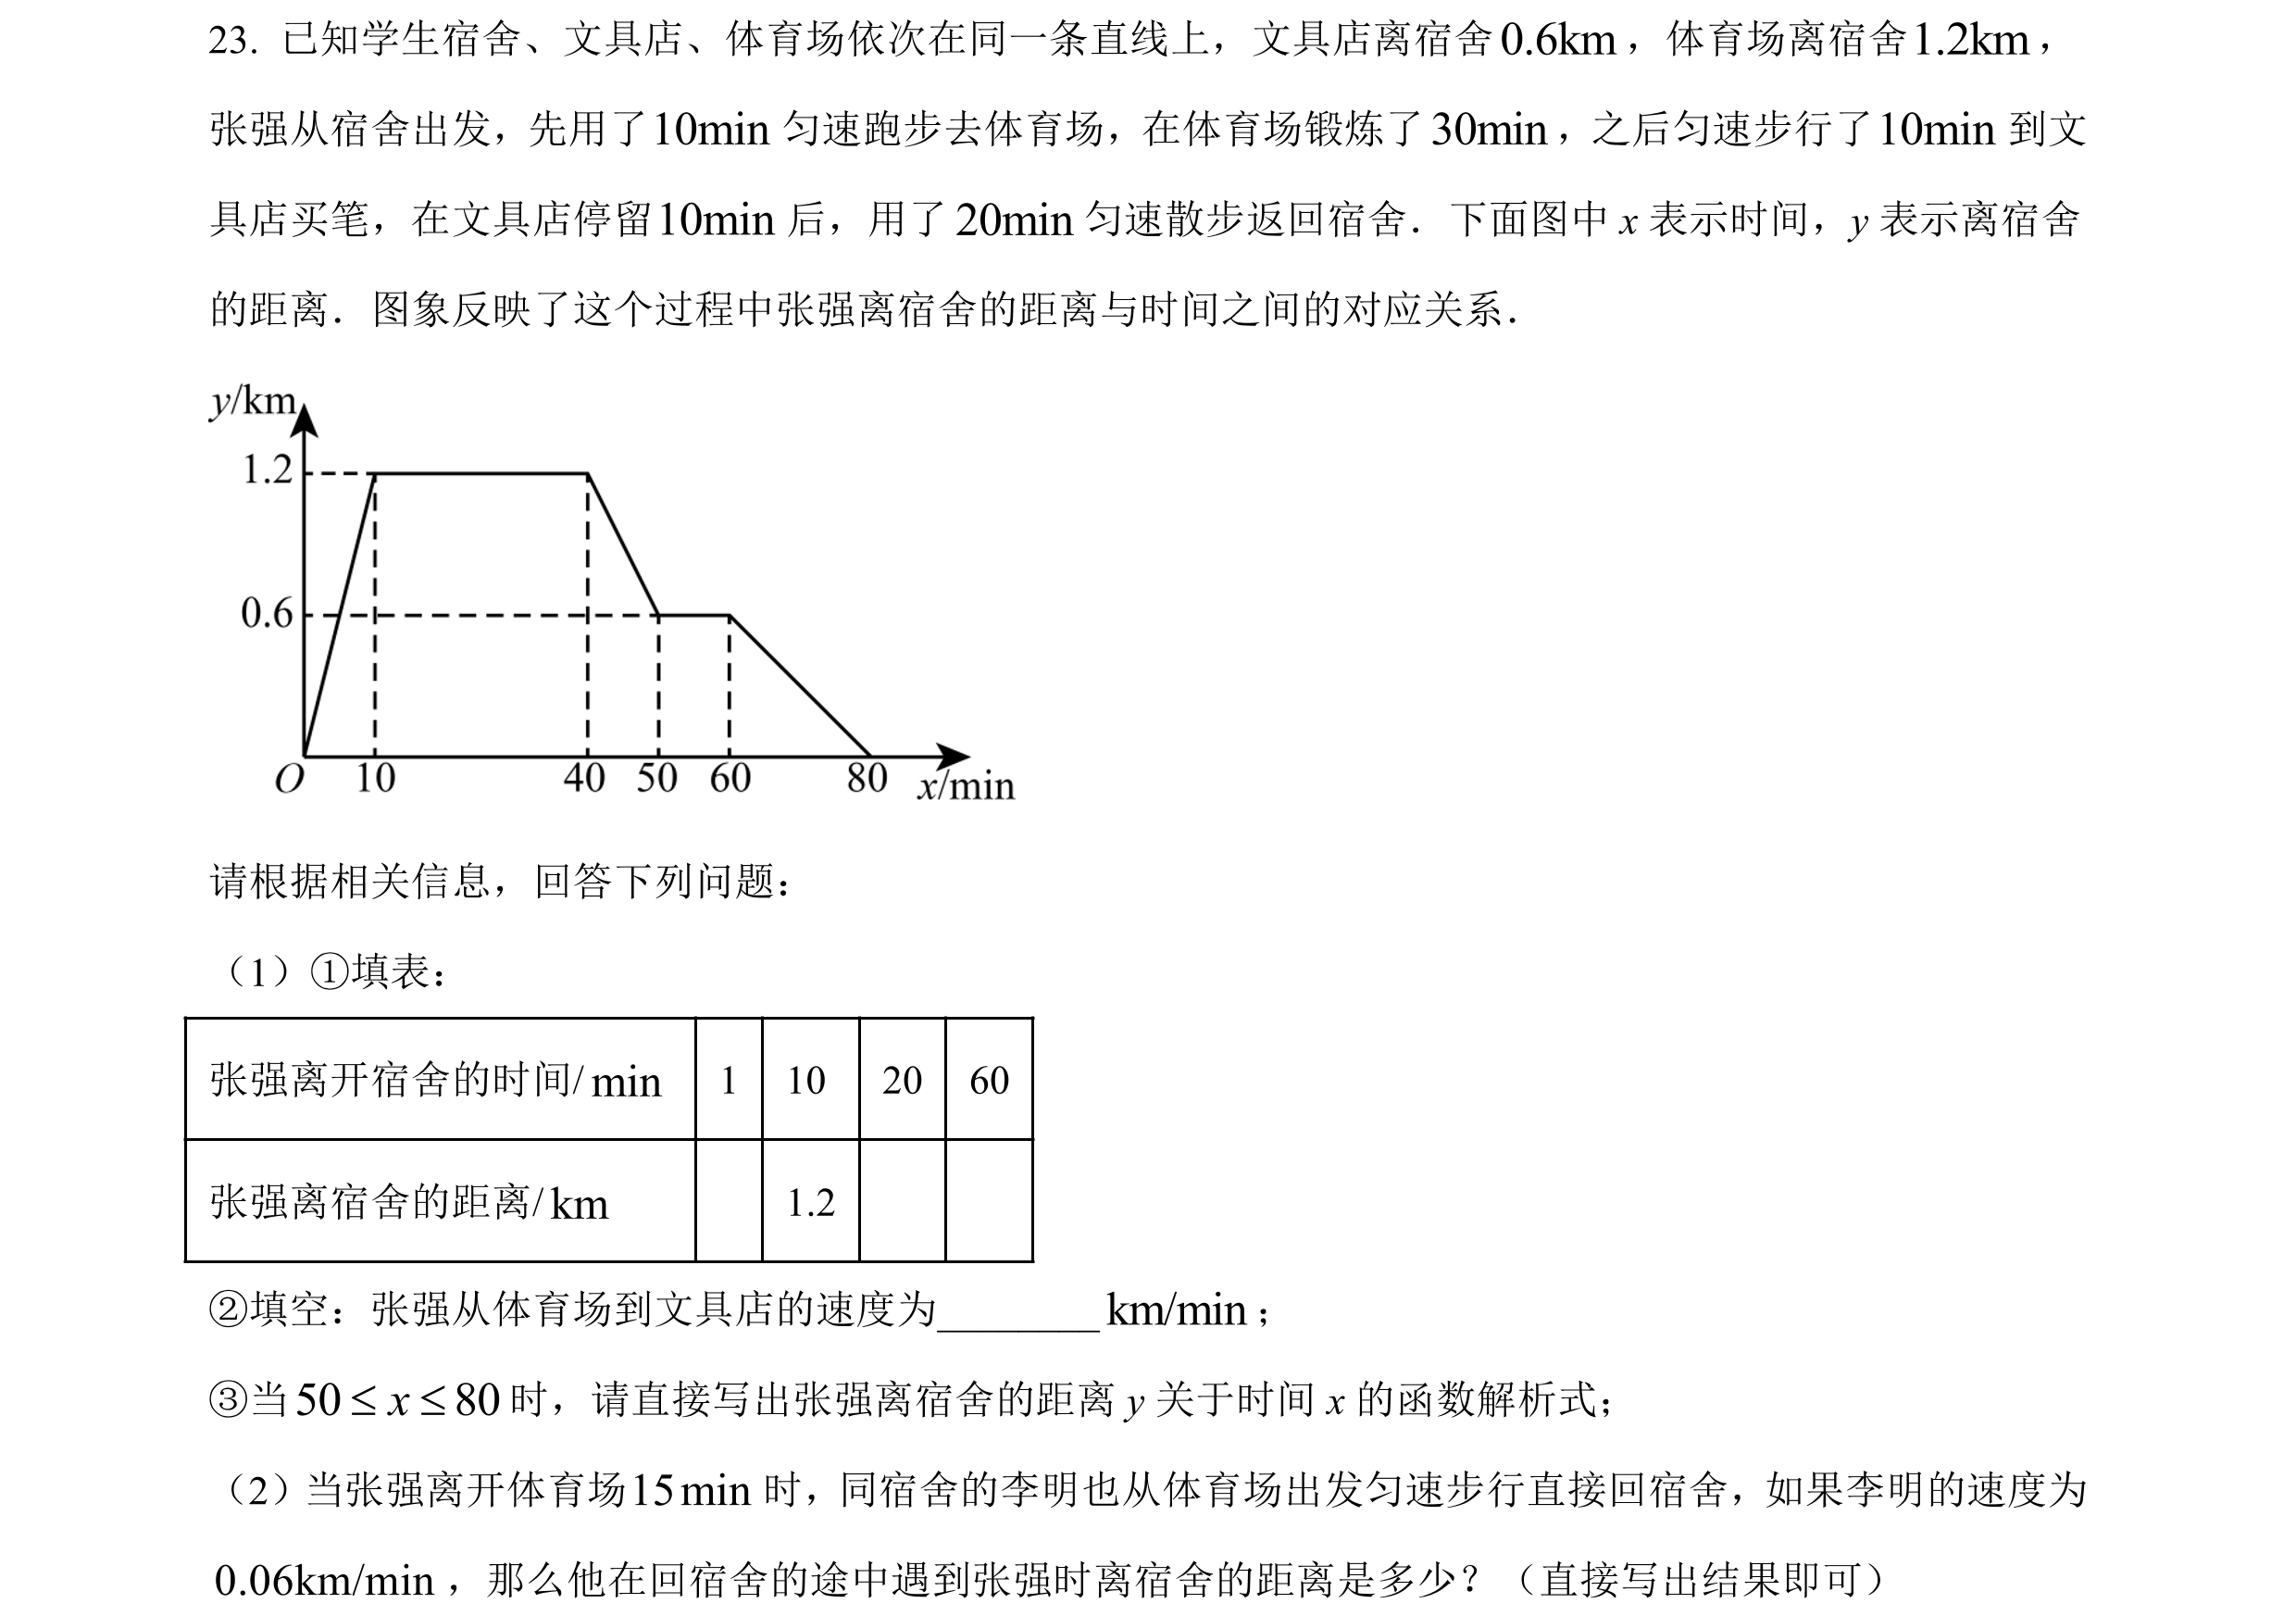 23. 已知学生宿舍、文具店、体育场依次在同一条直线上，文具店离宿舍0.6km，体育场离宿舍1.2km，
张强从宿舍出发，先用了10min匀速跑步去体育场，在体育场锻炼了30min，之后匀速步行了10min到文
具店买笔，在文具店停留10min后，用了20min匀速散步返回宿舍．下面图中x表示时间，y表示离宿舍
的距离．图象反映了这个过程中张强离宿舍的距离与时间之间的对应关系．
y/km
1.2
0.6
O 10 40 50 60 80 x/min
请根据相关信息，回答下列问题：
（1）①填表：
张强离开宿舍的时间/min 1 10 20 60
张强离宿舍的距离/km 1.2
②填空：张强从体育场到文具店的速度为________km/min；
③当50≤x≤80时，请直接写出张强离宿舍的距离y关于时间x的函数解析式；
（2）当张强离开体育场15min时，同宿舍的李明也从体育场出发匀速步行直接回宿舍，如果李明的速度为
0.06km/min，那么他在回宿舍的途中遇到张强时离宿舍的距离是多少？（直接写出结果即可）